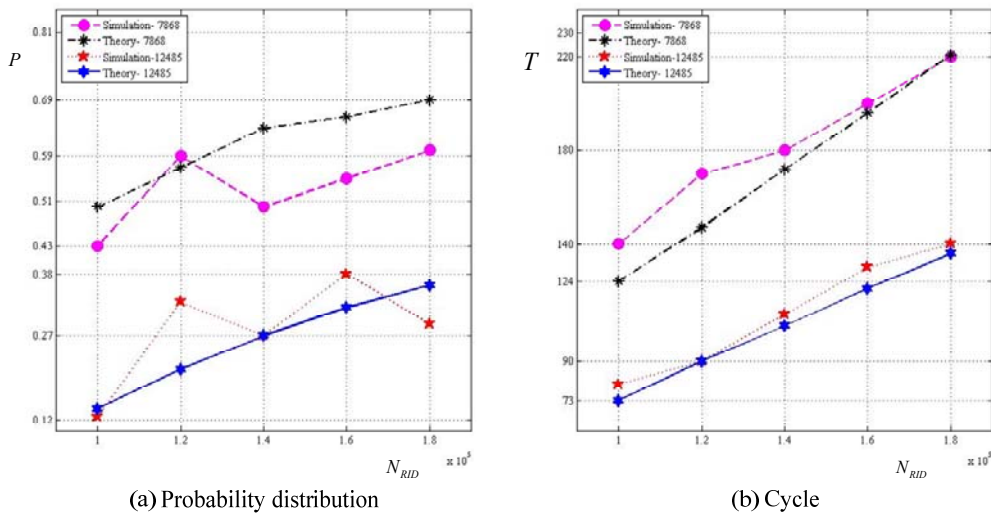 P
0.81
0.69
0.59
0.51
0.43
0.38
0.27
0.12
Simulation- 7868
Theory- 7868
Simulation-12485
Theory- 12485
1
1.2
1.4
1.6
1.8
N_RID
x 10^5
(a) Probability distribution
T
230
220
180
140
124
90
73
Simulation- 7868
Theory- 7868
Simulation-12485
Theory- 12485
1
1.2
1.4
1.6
1.8
N_RID
x 10^5
(b) Cycle